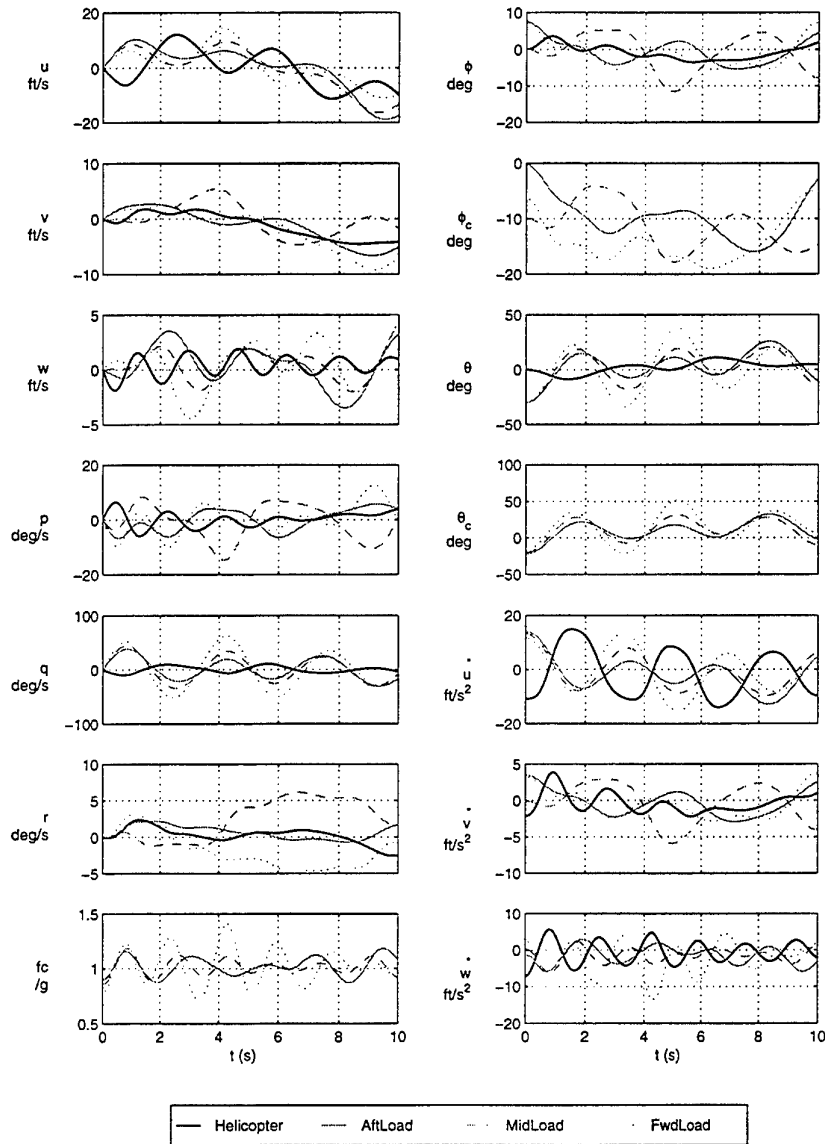 20
u
0
ft/s
-20
10
v
0
ft/s
-10
5
w
0
ft/s
-5
20
p
0
deg/s
-20
100
q
0
deg/s
-100
10
r
5
deg/s
0
-5
1.5
fc
1
/g
0.5
0 2 4 6 8 10
t (s)
10
ϕ
0
deg
-10
-20
0
ϕc
-10
deg
-20
50
θ
0
deg
-50
100
50
θc
0
deg
-50
20
u̇
0
ft/s²
-20
5
0
v̇
-5
ft/s²
-10
10
0
ẇ
-10
ft/s²
-20
0 2 4 6 8 10
t (s)
Helicopter AftLoad MidLoad FwdLoad